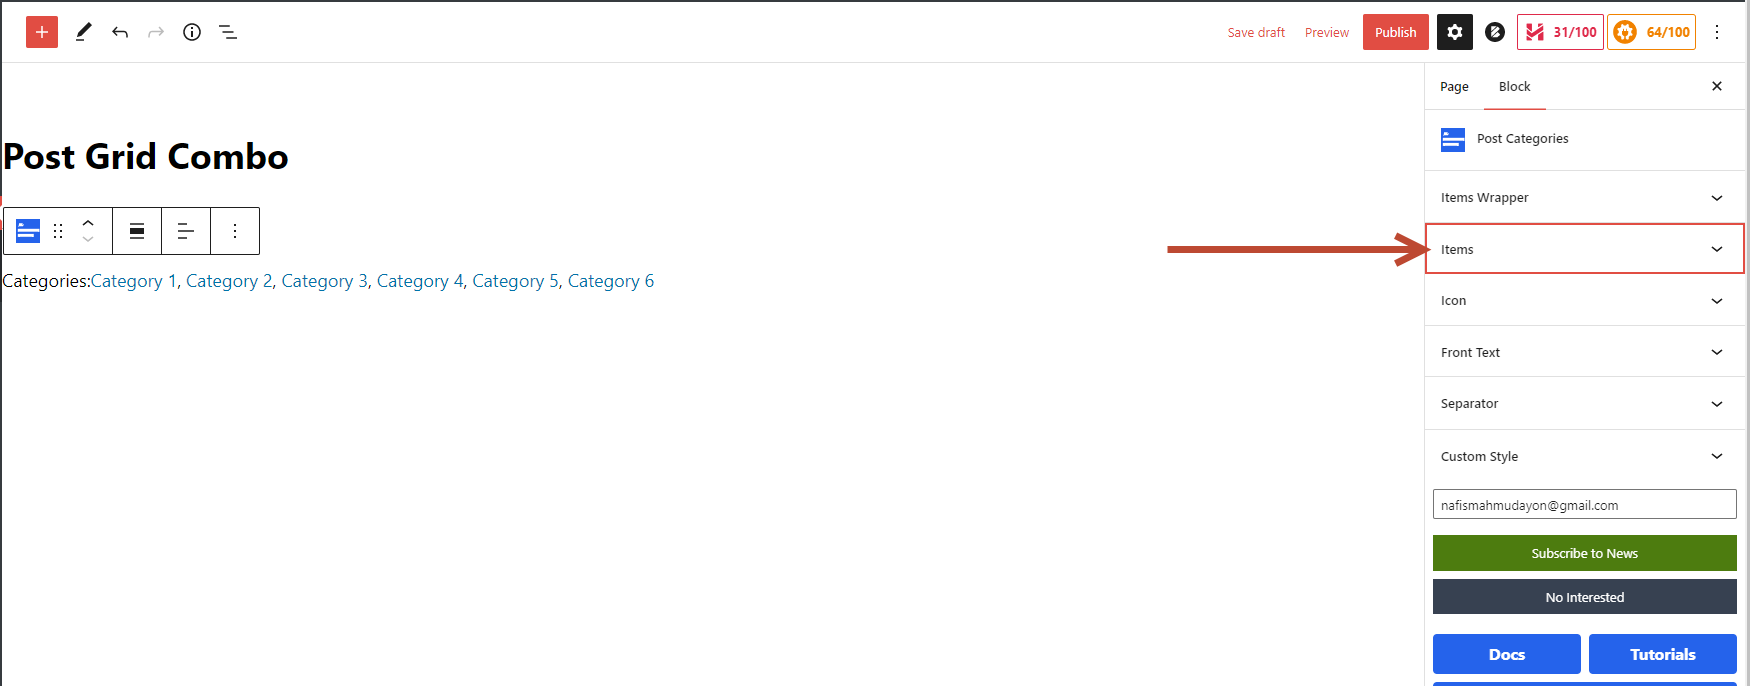 Save draft Preview Publish 31/100 64/100
Page Block
Post Categories
Post Grid Combo
Items Wrapper
Items
Categories:Category 1, Category 2, Category 3, Category 4, Category 5, Category 6
Icon
Front Text
Separator
Custom Style
nafismahmudayon@gmail.com
Subscribe to News
No Interested
Docs Tutorials